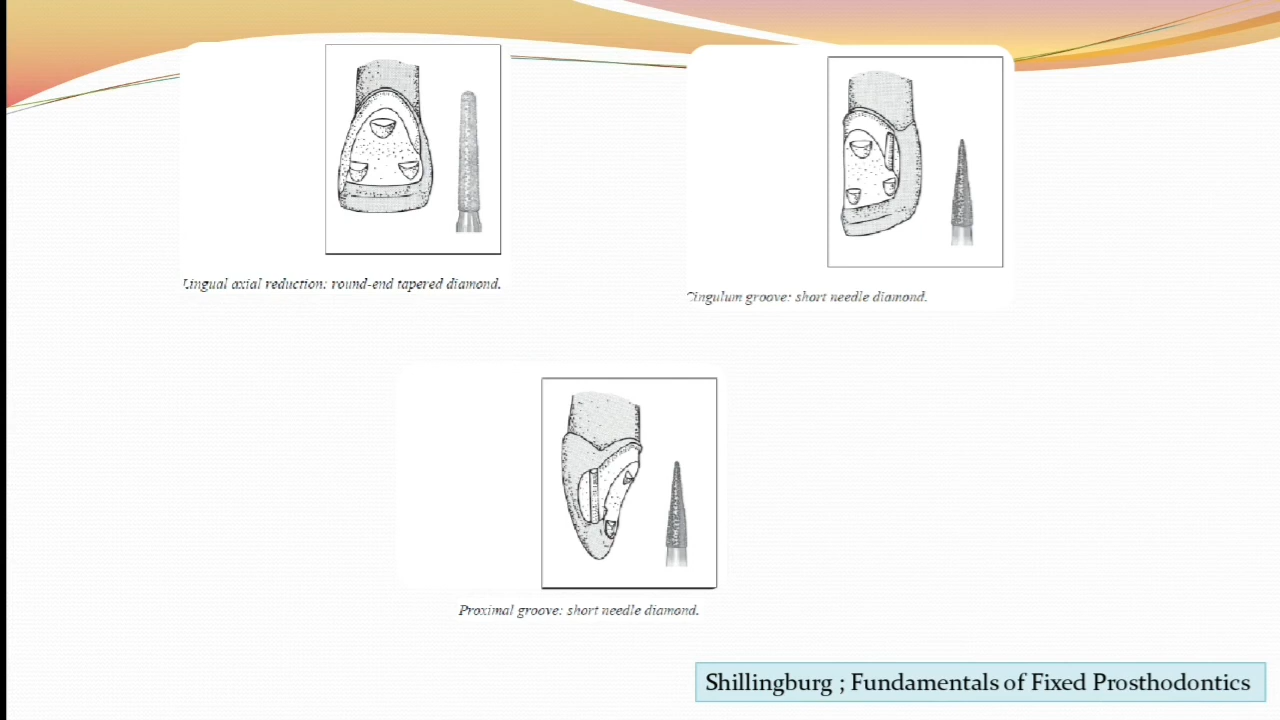 Lingual axial reduction: round-end tapered diamond.
Cingulum groove: short needle diamond.
Proximal groove: short needle diamond.
Shillingburg ; Fundamentals of Fixed Prosthodontics